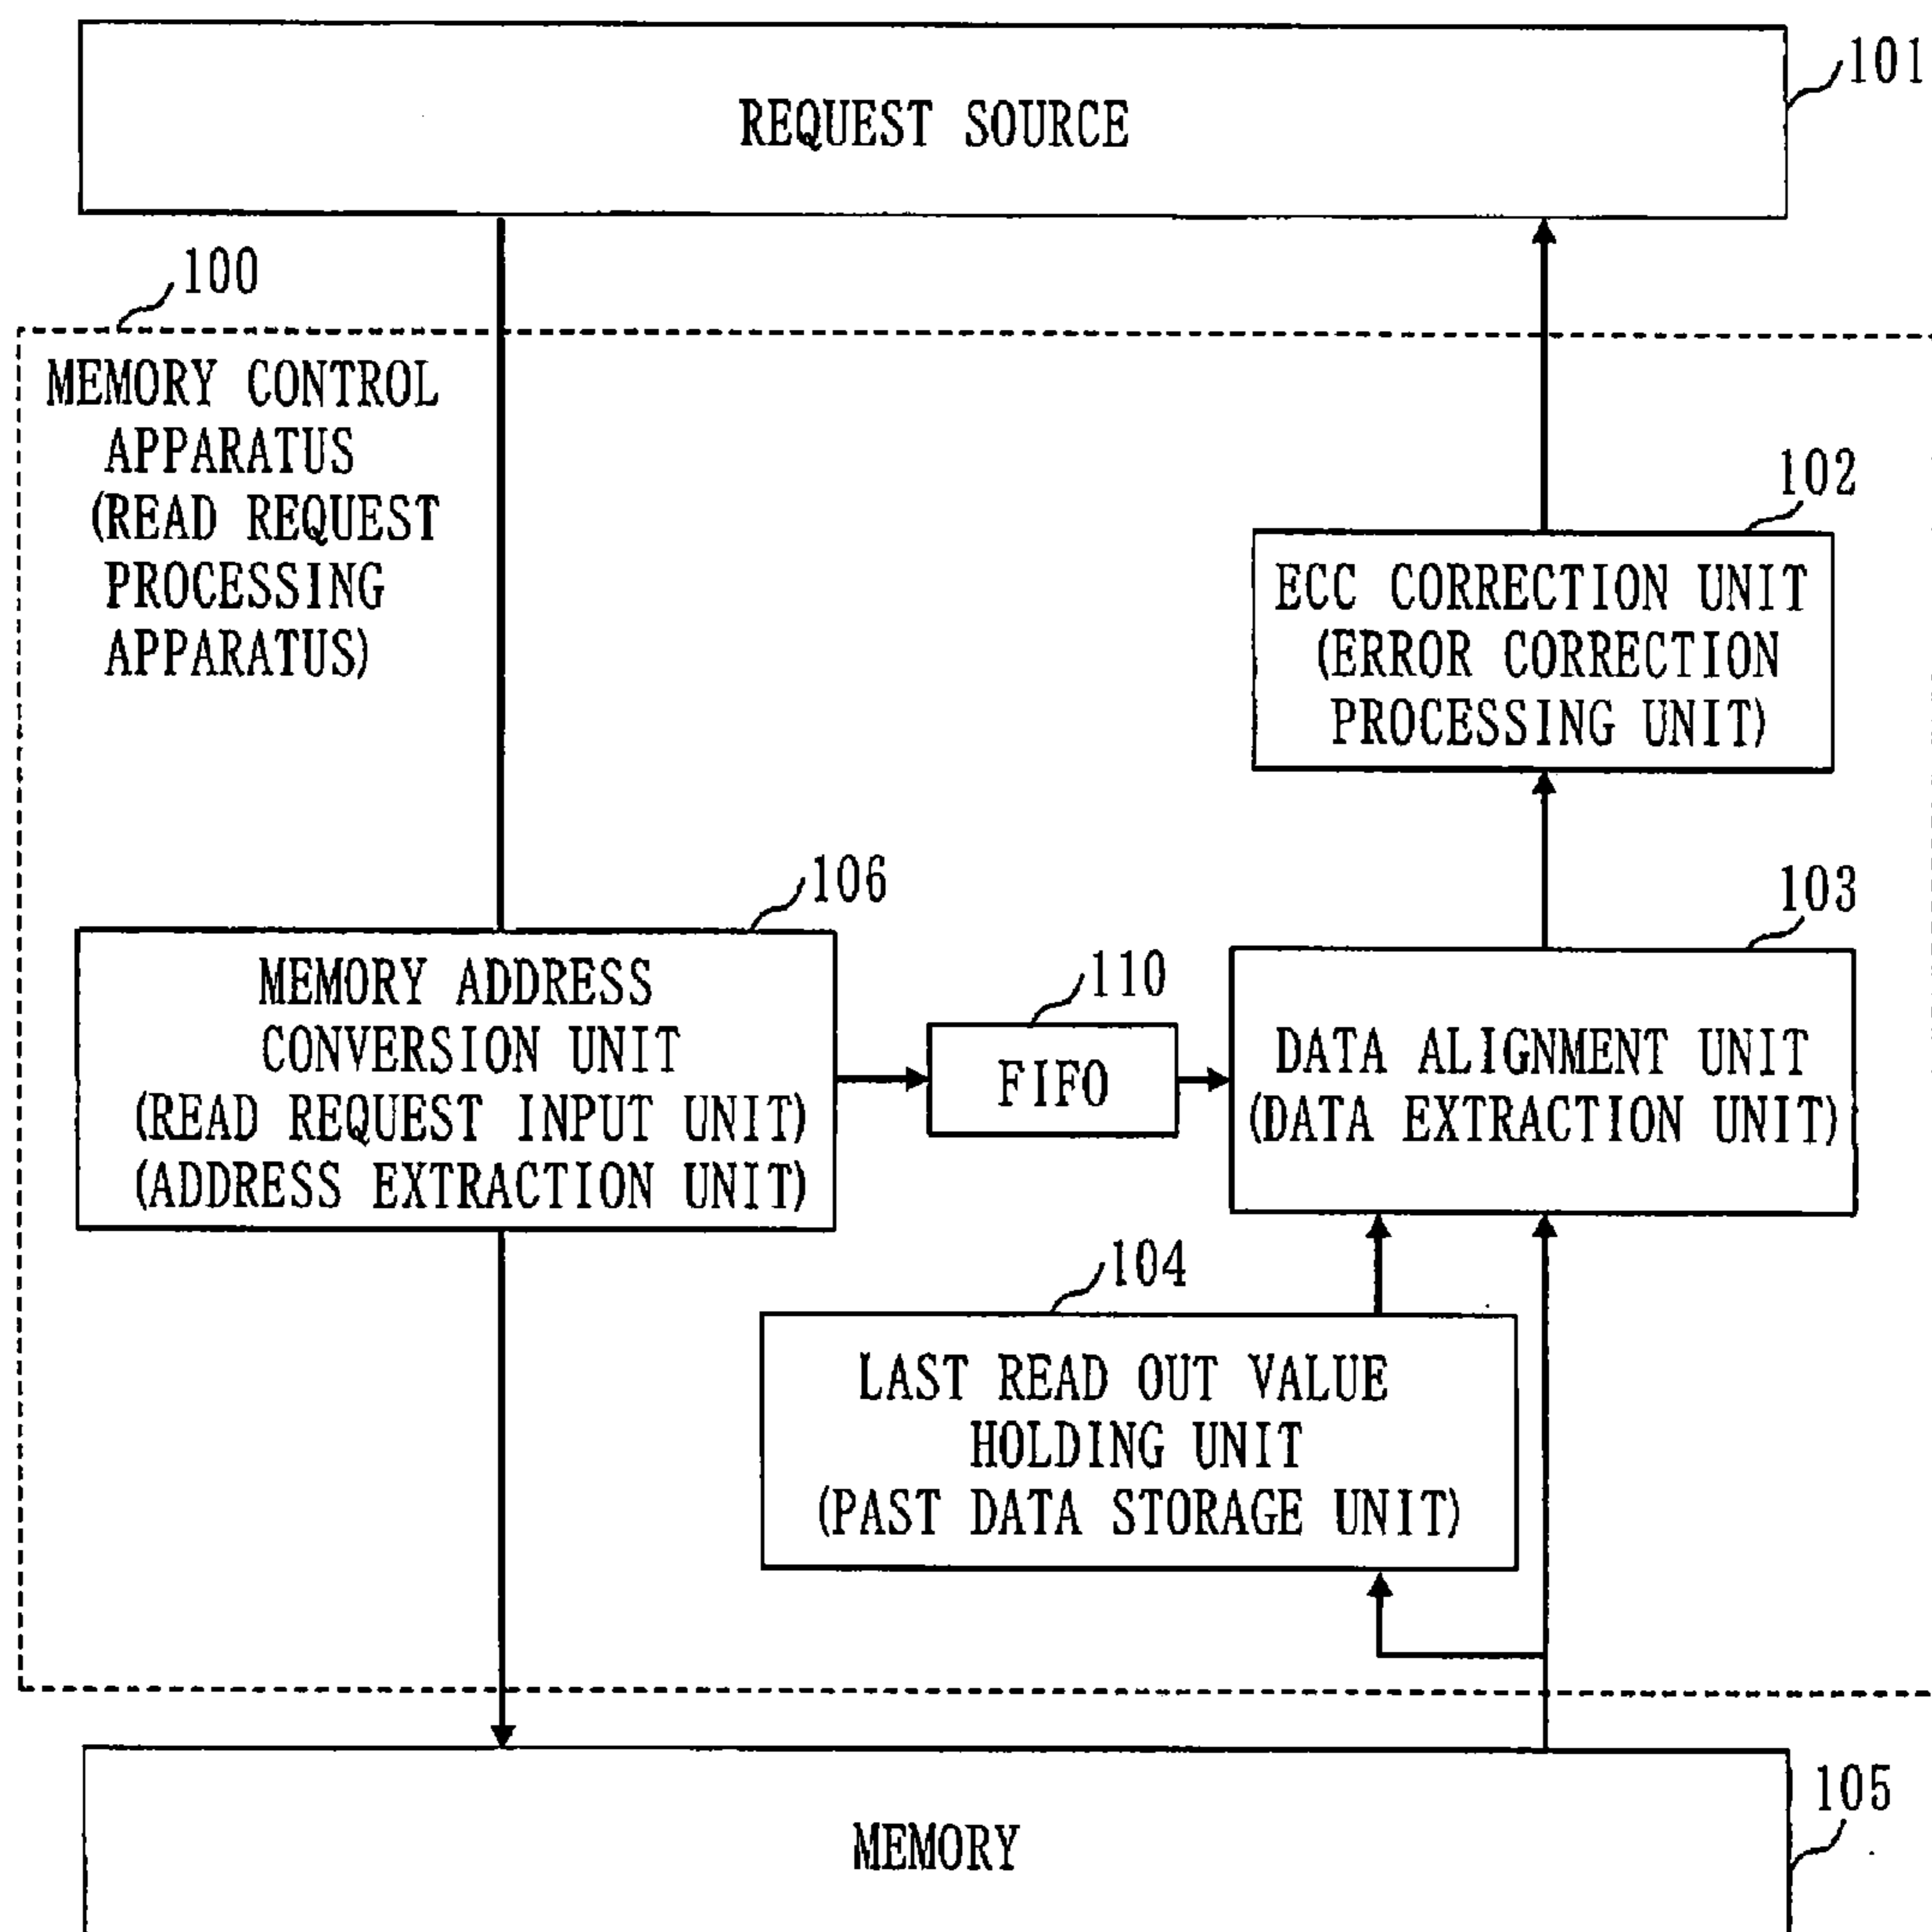 101
REQUEST SOURCE
100
MEMORY CONTROL
APPARATUS
(READ REQUEST
PROCESSING
APPARATUS)
102
ECC CORRECTION UNIT
(ERROR CORRECTION
PROCESSING UNIT)
106
MEMORY ADDRESS
CONVERSION UNIT
(READ REQUEST INPUT UNIT)
(ADDRESS EXTRACTION UNIT)
110
FIFO
103
DATA ALIGNMENT UNIT
(DATA EXTRACTION UNIT)
104
LAST READ OUT VALUE
HOLDING UNIT
(PAST DATA STORAGE UNIT)
105
MEMORY